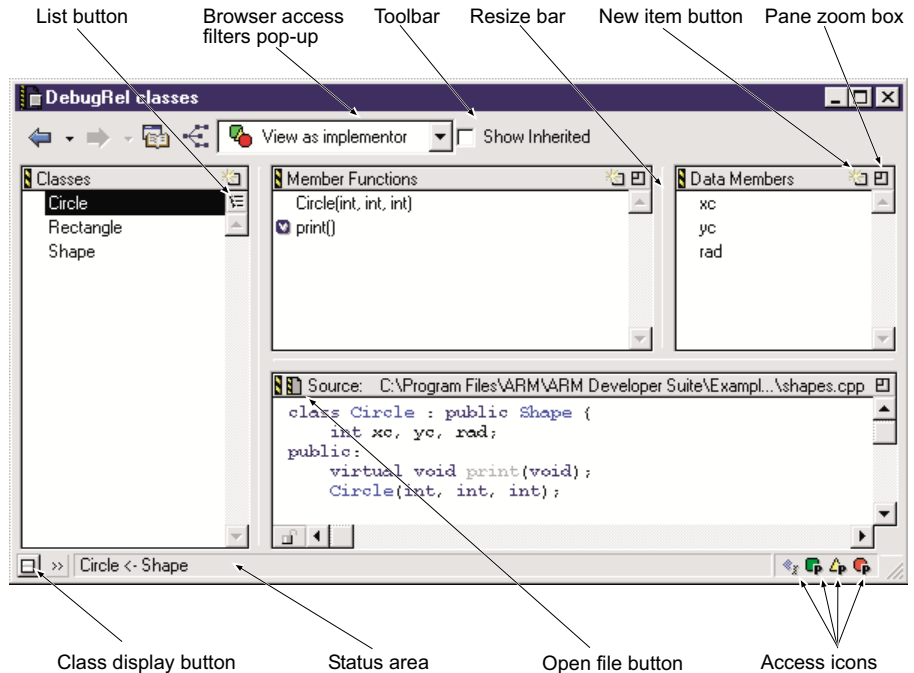 List button
Browser access
filters pop-up
Toolbar
Resize bar
New item button
Pane zoom box
DebugRel classes
View as implementor
Show Inherited
Classes
Circle
Rectangle
Shape
Member Functions
Circle(int, int, int)
print()
Data Members
xc
yc
rad
Source: C:\Program Files\ARM\ARM Developer Suite\Exampl...\shapes.cpp
class Circle : public Shape {
int xc, yc, rad;
public:
virtual void print(void);
Circle(int, int, int);
Circle <- Shape
Class display button
Status area
Open file button
Access icons